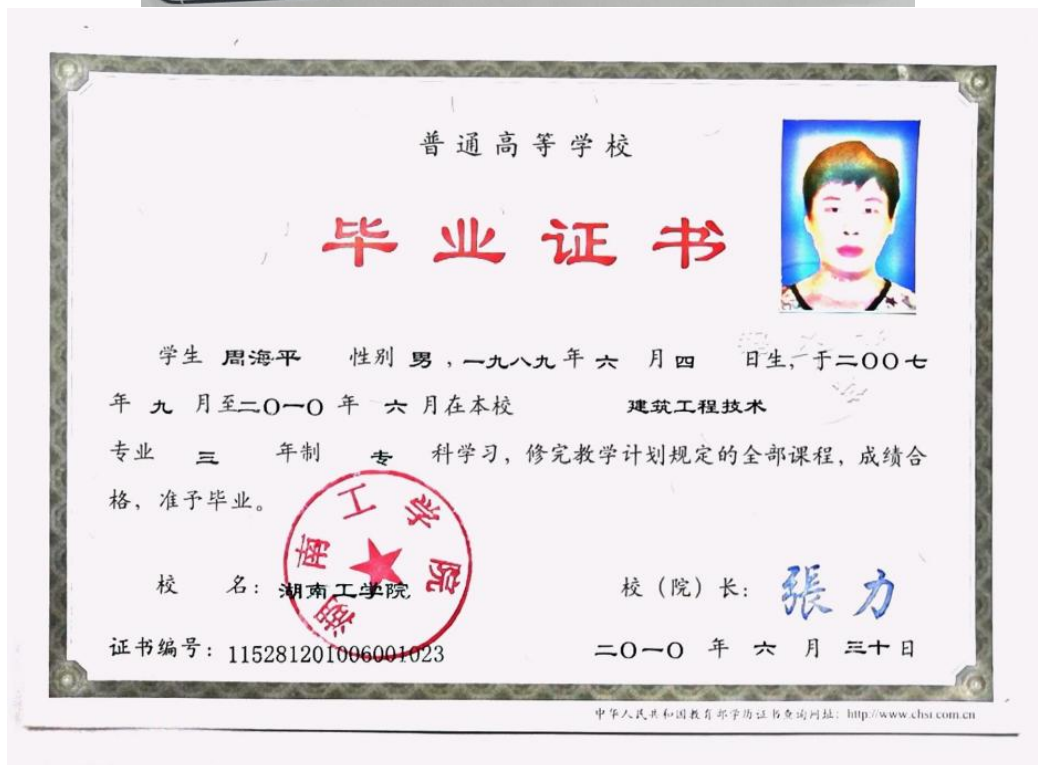 普通高等学校
毕业证书
学生 周海平 性别 男，一九八九年 六 月 四 日生，于二〇〇七
年 九 月至二〇一〇 年 六 月在本校 建筑工程技术
专业 三 年制 专 科学习，修完教学计划规定的全部课程，成绩合
格，准予毕业。
湖南工学院
校 名：湖南工学院 校（院）长：張力
证书编号：115281201006001023 二〇一〇 年 六 月 三十日
中华人民共和国教育部学历证书查询网址：http://www.chsi.com.cn